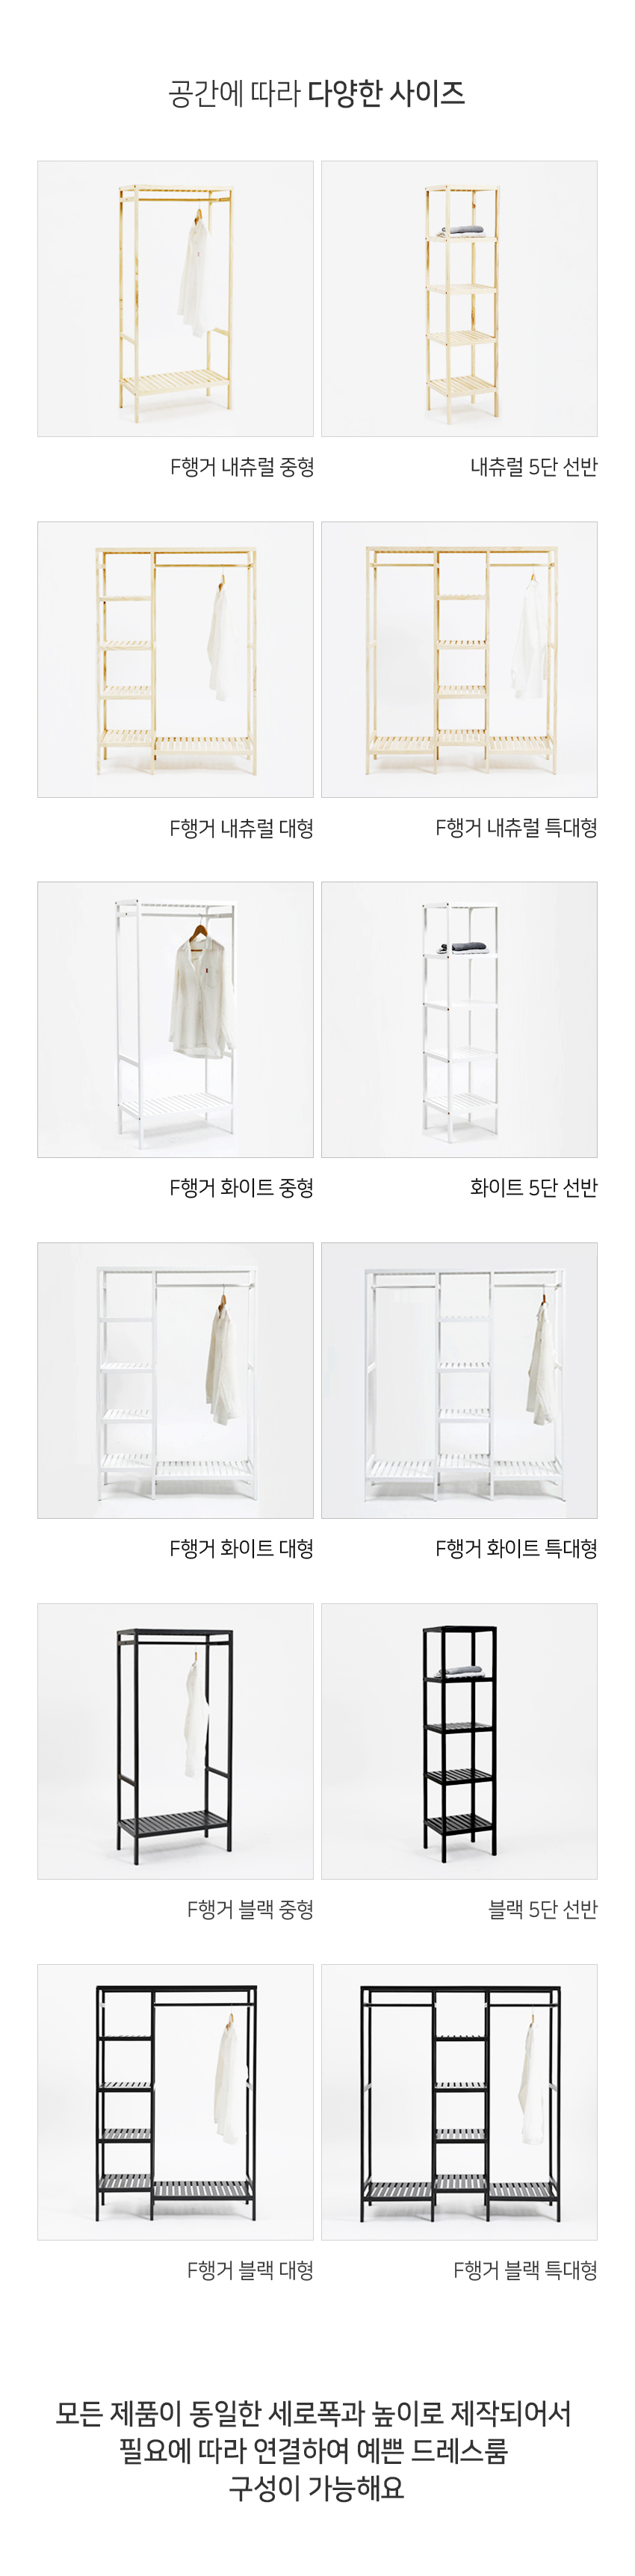 공간에 따라 다양한 사이즈
F행거 내츄럴 중형
내츄럴 5단 선반
F행거 내츄럴 대형
F행거 내츄럴 특대형
F행거 화이트 중형
화이트 5단 선반
F행거 화이트 대형
F행거 화이트 특대형
F행거 블랙 중형
블랙 5단 선반
F행거 블랙 대형
F행거 블랙 특대형
모든 제품이 동일한 세로폭과 높이로 제작되어서
필요에 따라 연결하여 예쁜 드레스룸
구성이 가능해요